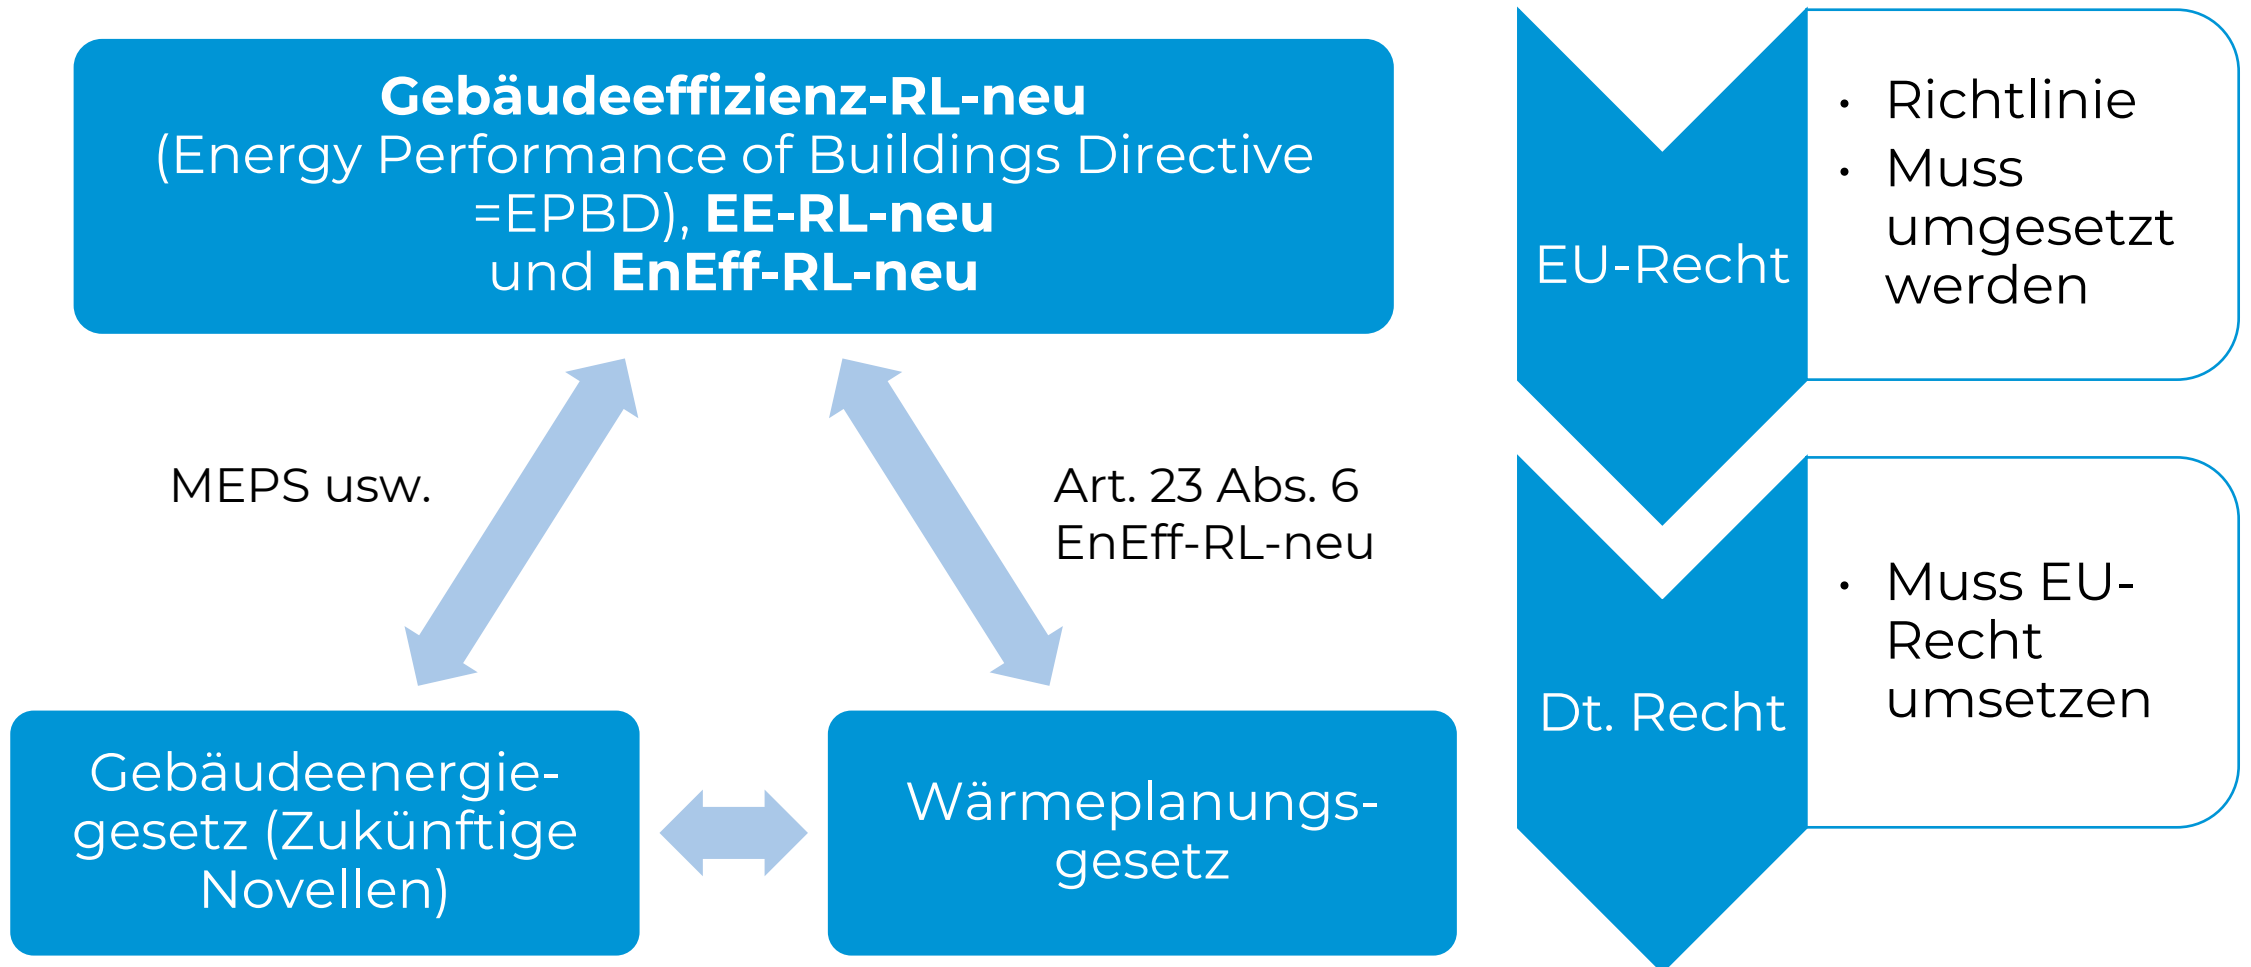 Gebäudeeffizienz-RL-neu
(Energy Performance of Buildings Directive
=EPBD), EE-RL-neu
und EnEff-RL-neu
MEPS usw.
Art. 23 Abs. 6
EnEff-RL-neu
Gebäudeenergie-
gesetz (Zukünftige
Novellen)
Wärmeplanungs-
gesetz
EU-Recht
• Richtlinie
• Muss
umgesetzt
werden
Dt. Recht
• Muss EU-
Recht
umsetzen